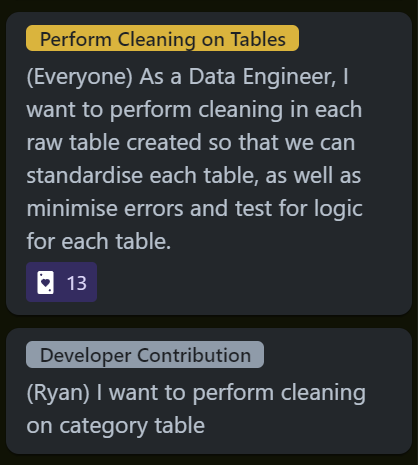 Perform Cleaning on Tables
(Everyone) As a Data Engineer, I
want to perform cleaning in each
raw table created so that we can
standardise each table, as well as
minimise errors and test for logic
for each table.
13
Developer Contribution
(Ryan) I want to perform cleaning
on category table